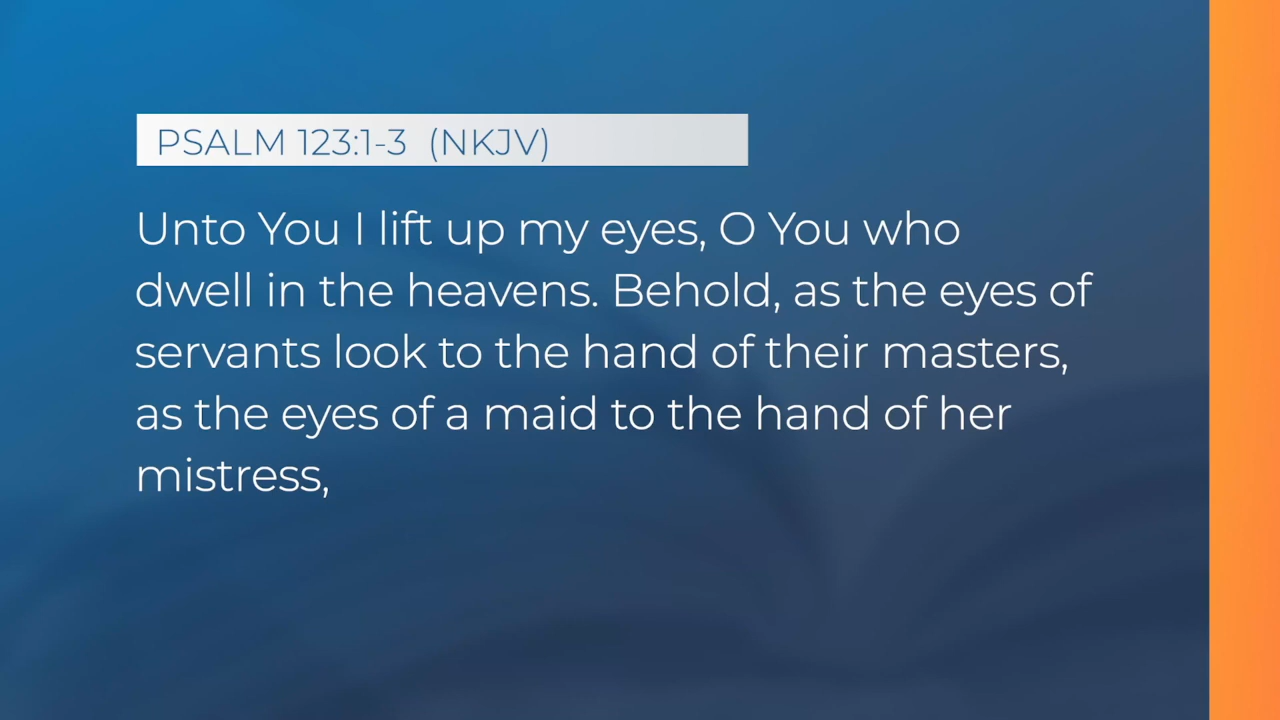 PSALM 123:1-3 (NKJV)
Unto You I lift up my eyes, O You who
dwell in the heavens. Behold, as the eyes of
servants look to the hand of their masters,
as the eyes of a maid to the hand of her
mistress,